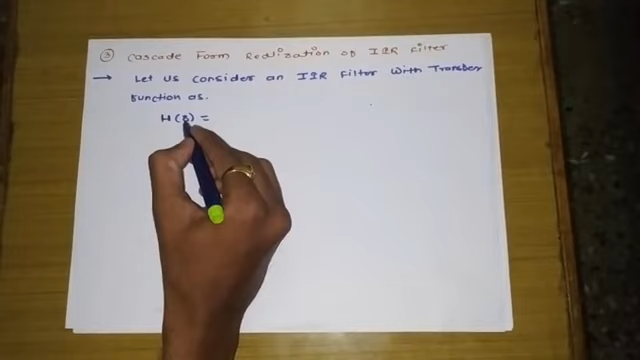 ③ Cascade Form Realization of IIR Filter
→ Let us consider an IIR Filter with Transfer
Function as.
H(z) =